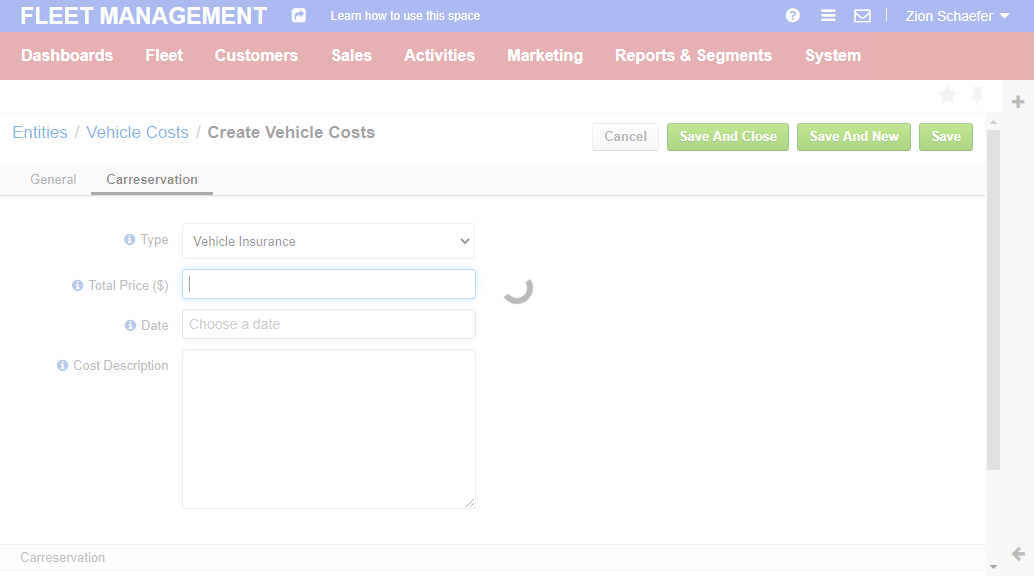 FLEET MANAGEMENT Learn how to use this space Zion Schaefer
Dashboards Fleet Customers Sales Activities Marketing Reports & Segments System
Entities / Vehicle Costs / Create Vehicle Costs
Cancel Save And Close Save And New Save
General Carreservation
Type Vehicle Insurance
Total Price ($)
Date Choose a date
Cost Description
Carreservation